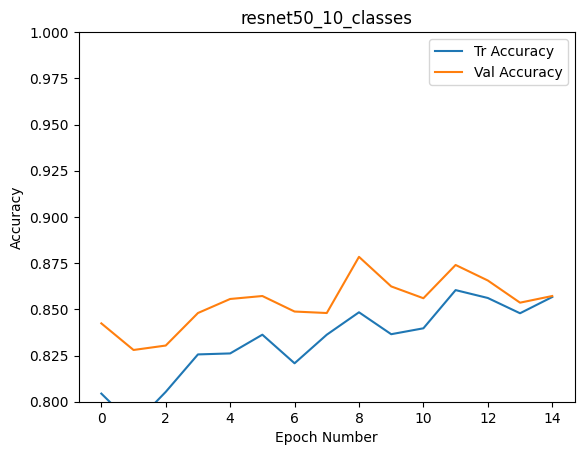 resnet50_10_classes
Tr Accuracy
Val Accuracy
1.000
0.975
0.950
0.925
0.900
0.875
0.850
0.825
0.800
Accuracy
0 2 4 6 8 10 12 14
Epoch Number